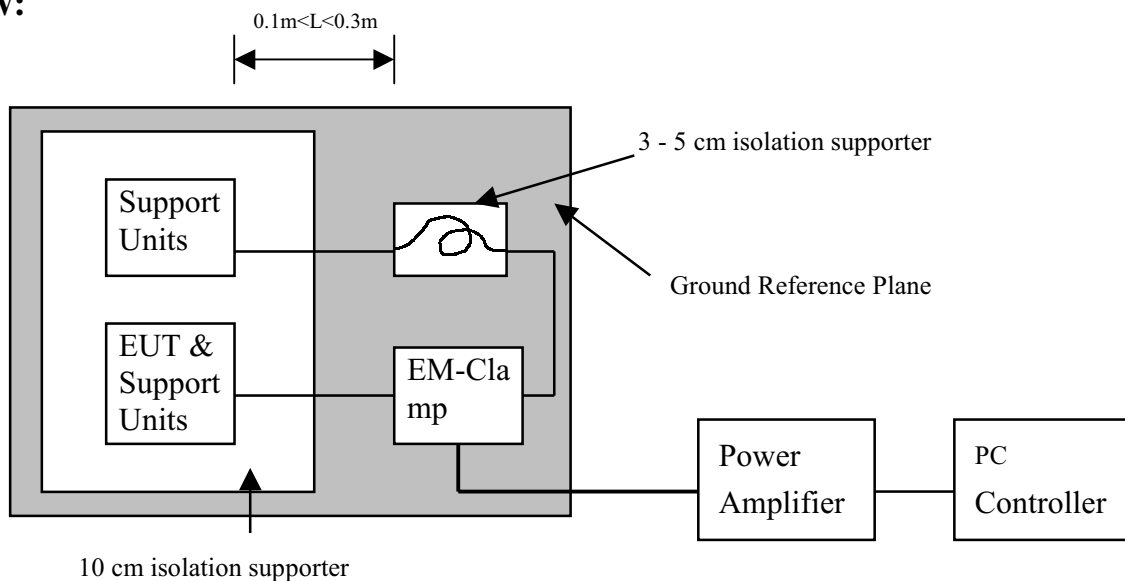 0.1m<L<0.3m
3 - 5 cm isolation supporter
Support
Units
Ground Reference Plane
EUT &
Support
Units
EM-Cla
mp
Power
Amplifier
PC
Controller
10 cm isolation supporter